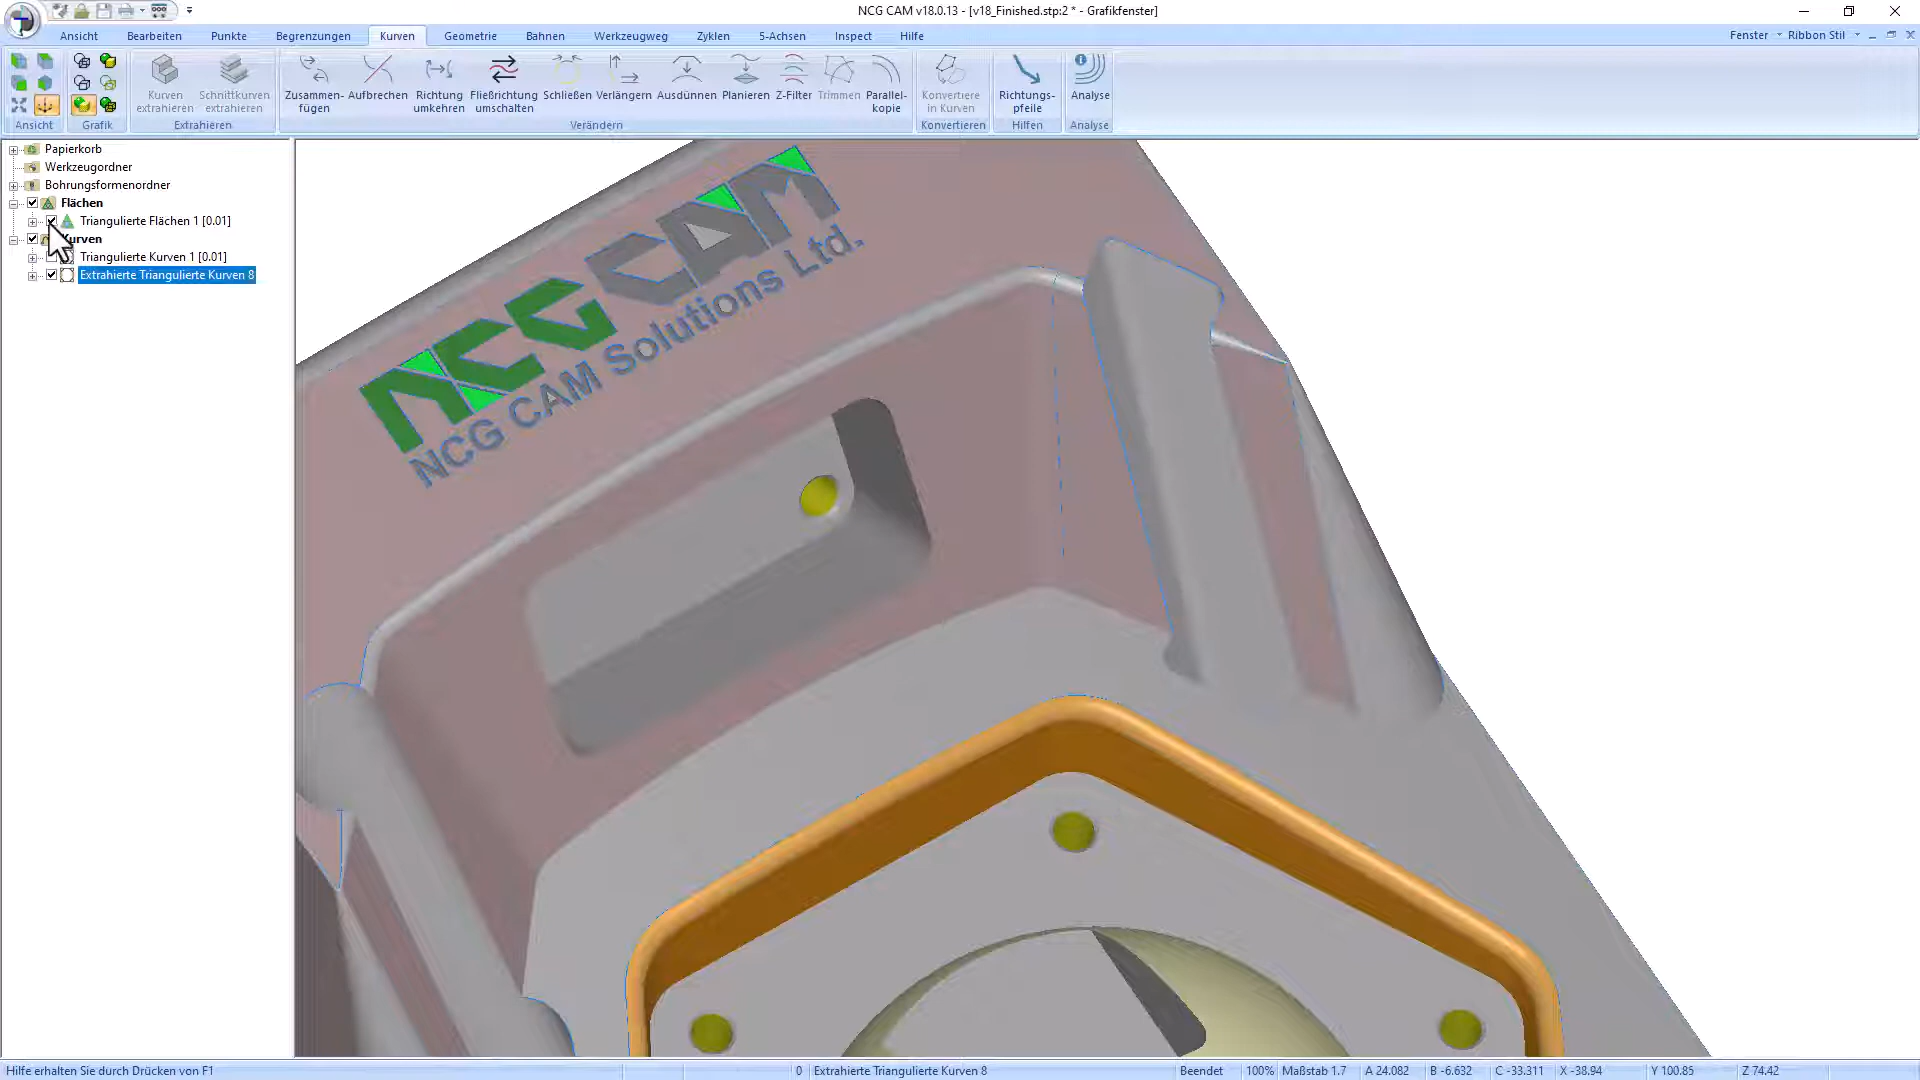 NCG CAM v18.0.13 - [v18_Finished.stp:2 * - Grafikfenster]
Ansicht Bearbeiten Punkte Begrenzungen Kurven Geometrie Bahnen Werkzeugweg Zyklen 5-Achsen Inspect Hilfe Fenster Ribbon Stil
Kurven extrahieren
Schnittkurven extrahieren
Zusammen-fügen
Aufbrechen
Richtung umkehren
Fließrichtung umschalten
Schließen
Verlängern
Ausdünnen
Planieren
Z-Filter
Trimmen
Parallel-kopie
Konvertiere in Kurven
Richtungs-pfeile
Analyse
Ansicht Grafik Extrahieren Verändern Konvertieren Hilfen Analyse
Papierkorb
Werkzeugordner
Bohrungsformenordner
Flächen
Triangulierte Flächen 1 [0.01]
Kurven
Triangulierte Kurven 1 [0.01]
Extrahierte Triangulierte Kurven 8
NCG CAM
NCG CAM Solutions Ltd.
Hilfe erhalten Sie durch Drücken von F1 0 Extrahierte Triangulierte Kurven 8 Beendet 100% Maßstab 1.7 A 24.082 B -6.632 C -33.311 X -38.94 Y 100.85 Z 74.42